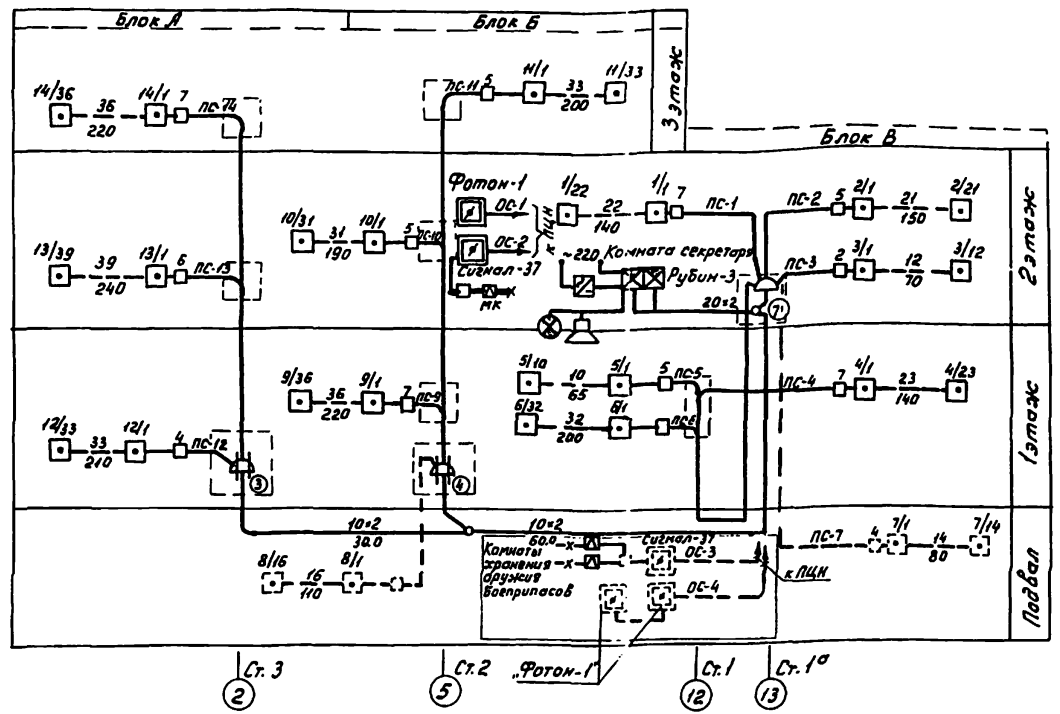 Блок А
Блок Б
3 этаж
14/36
36
220
14/1
7
ПС-14
ПС-11
5
11/1
33
200
11/33
Блок В
2 этаж
Фотон-1
ОС-1
ОС-2
Сигнал-37
МК
к ПЦН
1/22
22
140
1/1
7
ПС-1
ПС-2
5
2/1
21
150
2/21
10/31
31
190
10/1
5
ПС-10
~220
Комната секретаря
Рубин-3
20×2
7'
ПС-3
2
3/1
12
70
3/12
13/39
39
240
13/1
6
ПС-13
1 этаж
5/10
10
65
5/1
5
ПС-5
ПС-4
7
4/1
23
140
4/23
9/36
36
220
9/1
7
ПС-9
6/32
32
200
6/1
ПС-6
12/33
33
210
12/1
4
ПС-12
3
4
Подвал
10×2
30.0
10×2
60.0
8/16
16
110
8/1
Комнаты
хранения
оружия
боеприпасов
Сигнал-37
ОС-3
ОС-4
к ПЦН
ПС-7
4
7/1
14
80
7/14
Ст. 3
2
Ст. 2
5
„Фотон-1"
Ст. 1
12
Ст. 1а
13